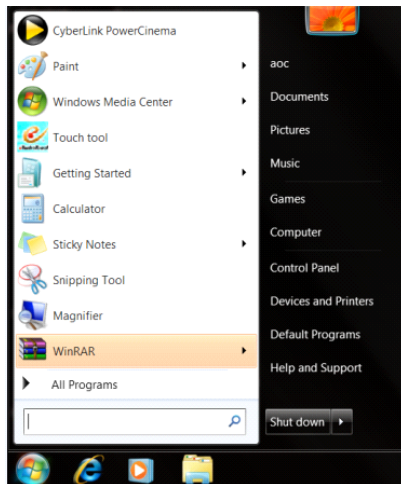 CyberLink PowerCinema
Paint
Windows Media Center
Touch tool
Getting Started
Calculator
Sticky Notes
Snipping Tool
Magnifier
WinRAR
All Programs
aoc
Documents
Pictures
Music
Games
Computer
Control Panel
Devices and Printers
Default Programs
Help and Support
Shut down